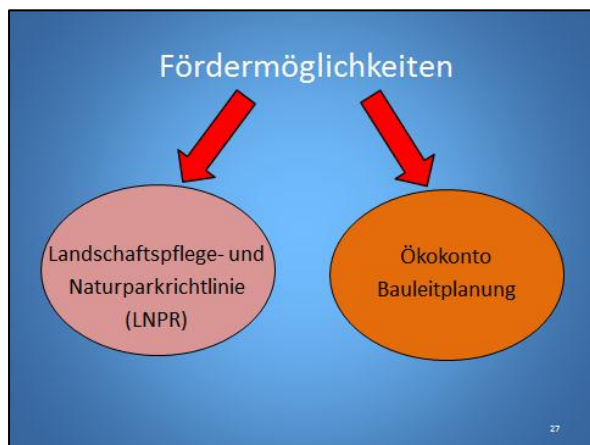 Fördermöglichkeiten
Landschaftspflege- und
Naturparkrichtlinie
(LNPR)
Ökokonto
Bauleitplanung
27